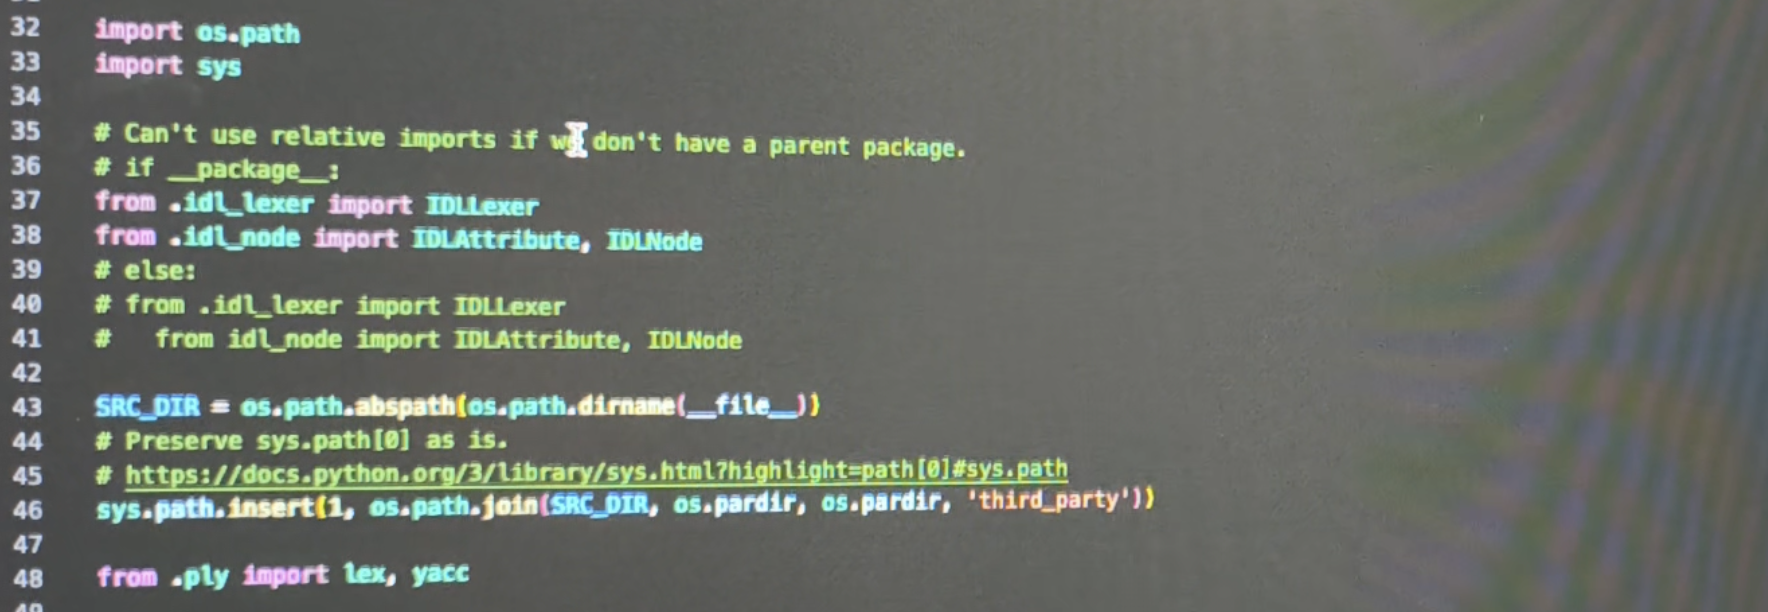 32 import os.path
33 import sys
34
35 # Can't use relative imports if we don't have a parent package.
36 # if __package__:
37 from .idl_lexer import IDLLexer
38 from .idl_node import IDLAttribute, IDLNode
39 # else:
40 # from .idl_lexer import IDLLexer
41 #   from idl_node import IDLAttribute, IDLNode
42
43 SRC_DIR = os.path.abspath(os.path.dirname(__file__))
44 # Preserve sys.path[0] as is.
45 # https://docs.python.org/3/library/sys.html?highlight=path[0]#sys.path
46 sys.path.insert(1, os.path.join(SRC_DIR, os.pardir, os.pardir, 'third_party'))
47
48 from .ply import lex, yacc
49